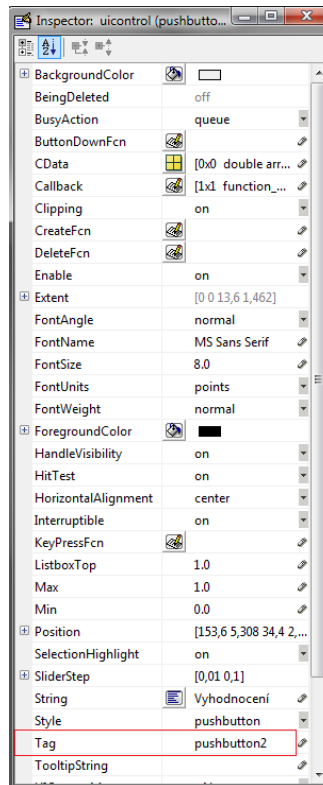 Inspector: uicontrol (pushbutto...
BackgroundColor
BeingDeleted off
BusyAction queue
ButtonDownFcn
CData [0x0 double arr...
Callback [1x1 function_...
Clipping on
CreateFcn
DeleteFcn
Enable on
Extent [0 0 13,6 1,462]
FontAngle normal
FontName MS Sans Serif
FontSize 8.0
FontUnits points
FontWeight normal
ForegroundColor
HandleVisibility on
HitTest on
HorizontalAlignment center
Interruptible on
KeyPressFcn
ListboxTop 1.0
Max 1.0
Min 0.0
Position [153,6 5,308 34,4 2,...
SelectionHighlight on
SliderStep [0,01 0,1]
String Vyhodnocení
Style pushbutton
Tag pushbutton2
TooltipString